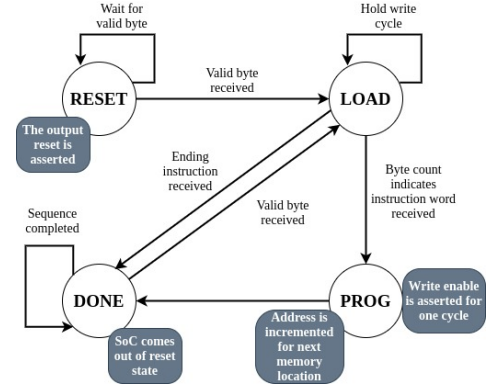 Wait for
valid byte
Hold write
cycle
RESET
Valid byte
received
LOAD
The output
reset is
asserted
Ending
instruction
received
Byte count
indicates
instruction word
received
Valid byte
received
Sequence
completed
DONE
PROG
Write enable
is asserted for
one cycle
SoC comes
out of reset
state
Address is
incremented
for next
memory
location